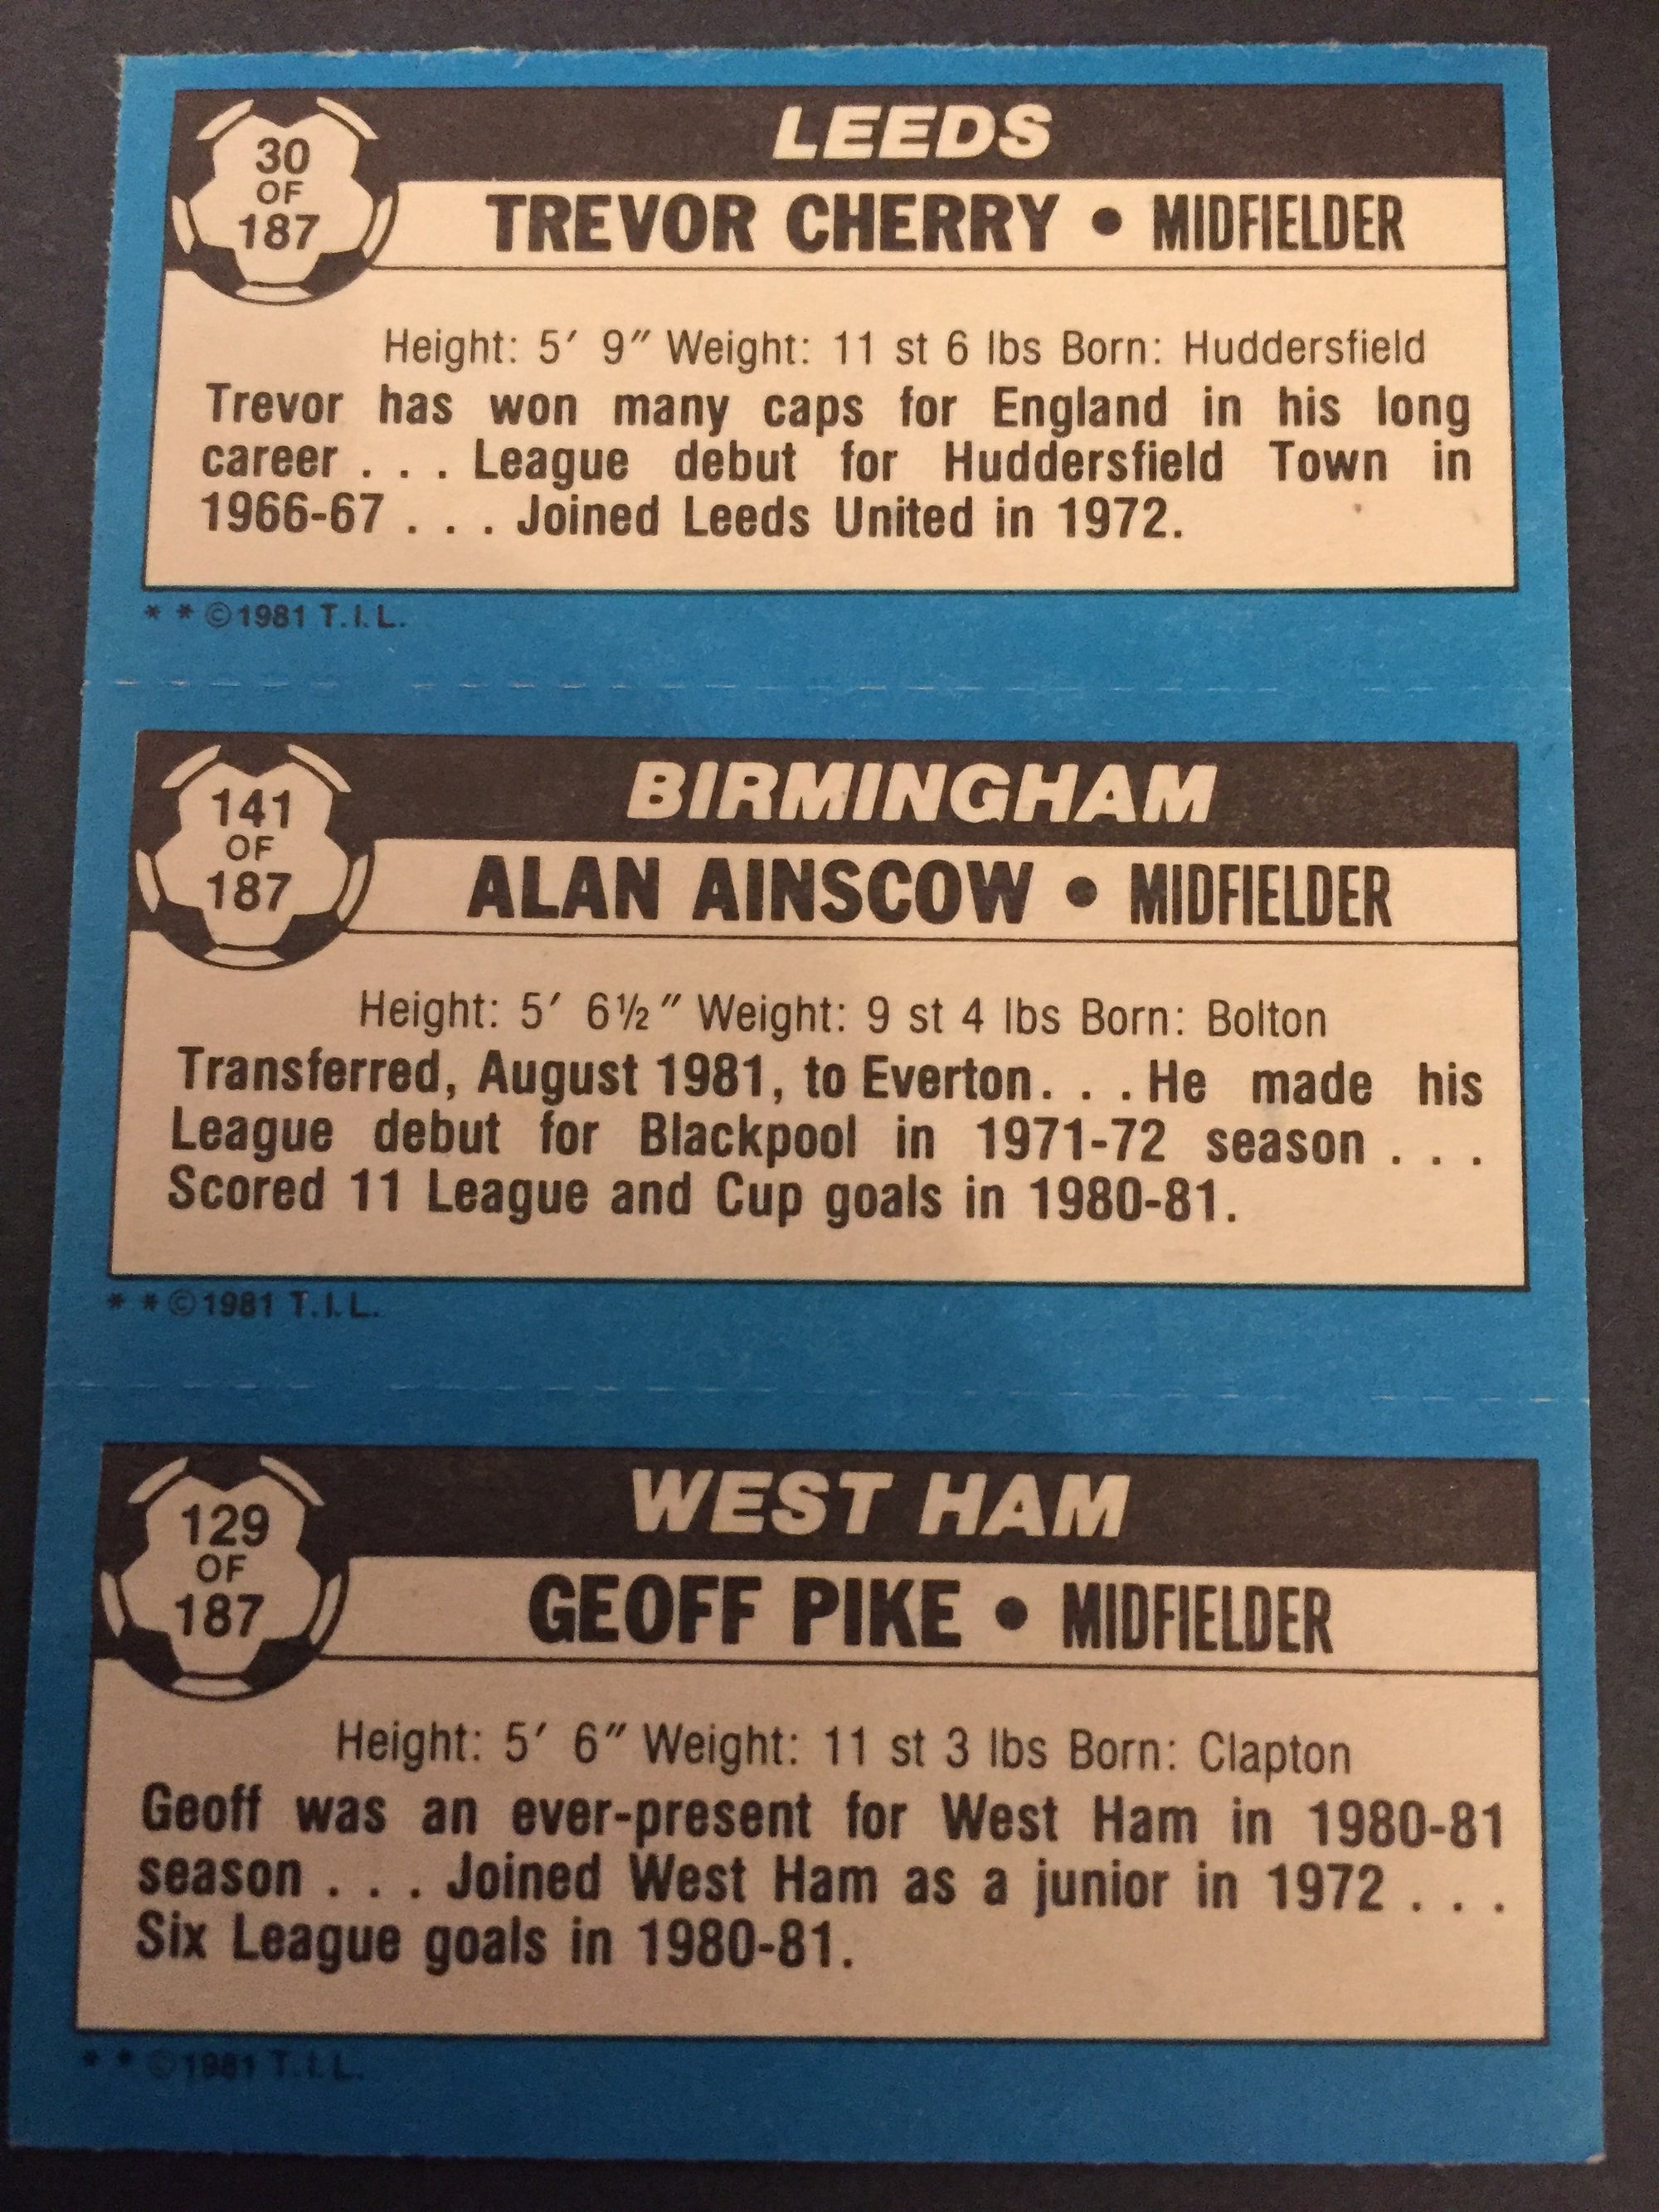 LEEDS
30
OF
187
TREVOR CHERRY • MIDFIELDER
Height: 5′ 9″ Weight: 11 st 6 lbs Born: Huddersfield
Trevor has won many caps for England in his long
career . . . League debut for Huddersfield Town in
1966-67 . . . Joined Leeds United in 1972.
* * ©1981 T.I.L.
BIRMINGHAM
141
OF
187
ALAN AINSCOW • MIDFIELDER
Height: 5′ 6½″ Weight: 9 st 4 lbs Born: Bolton
Transferred, August 1981, to Everton. . . He made his
League debut for Blackpool in 1971-72 season . . .
Scored 11 League and Cup goals in 1980-81.
* * ©1981 T.I.L.
WEST HAM
129
OF
187
GEOFF PIKE • MIDFIELDER
Height: 5′ 6″ Weight: 11 st 3 lbs Born: Clapton
Geoff was an ever-present for West Ham in 1980-81
season . . . Joined West Ham as a junior in 1972 . . .
Six League goals in 1980-81.
* * ©1981 T.I.L.